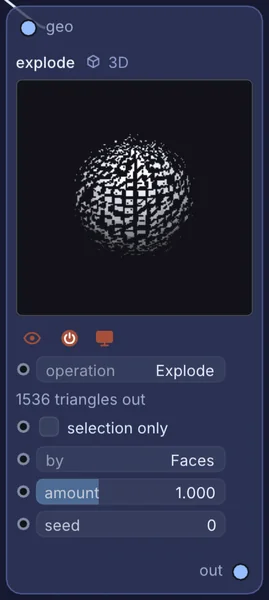 geo
explode 3D
operation Explode
1536 triangles out
selection only
by Faces
amount 1.000
seed 0
out